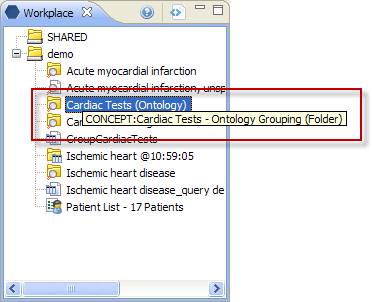 Workplace
SHARED
demo
Acute myocardial infarction
Acute myocardial infarction, unsp
Cardiac Tests (Ontology)
CONCEPT:Cardiac Tests - Ontology Grouping (Folder)
GroupCardiacTests
Ischemic heart @10:59:05
Ischemic heart disease
Ischemic heart disease_query de
Patient List - 17 Patients